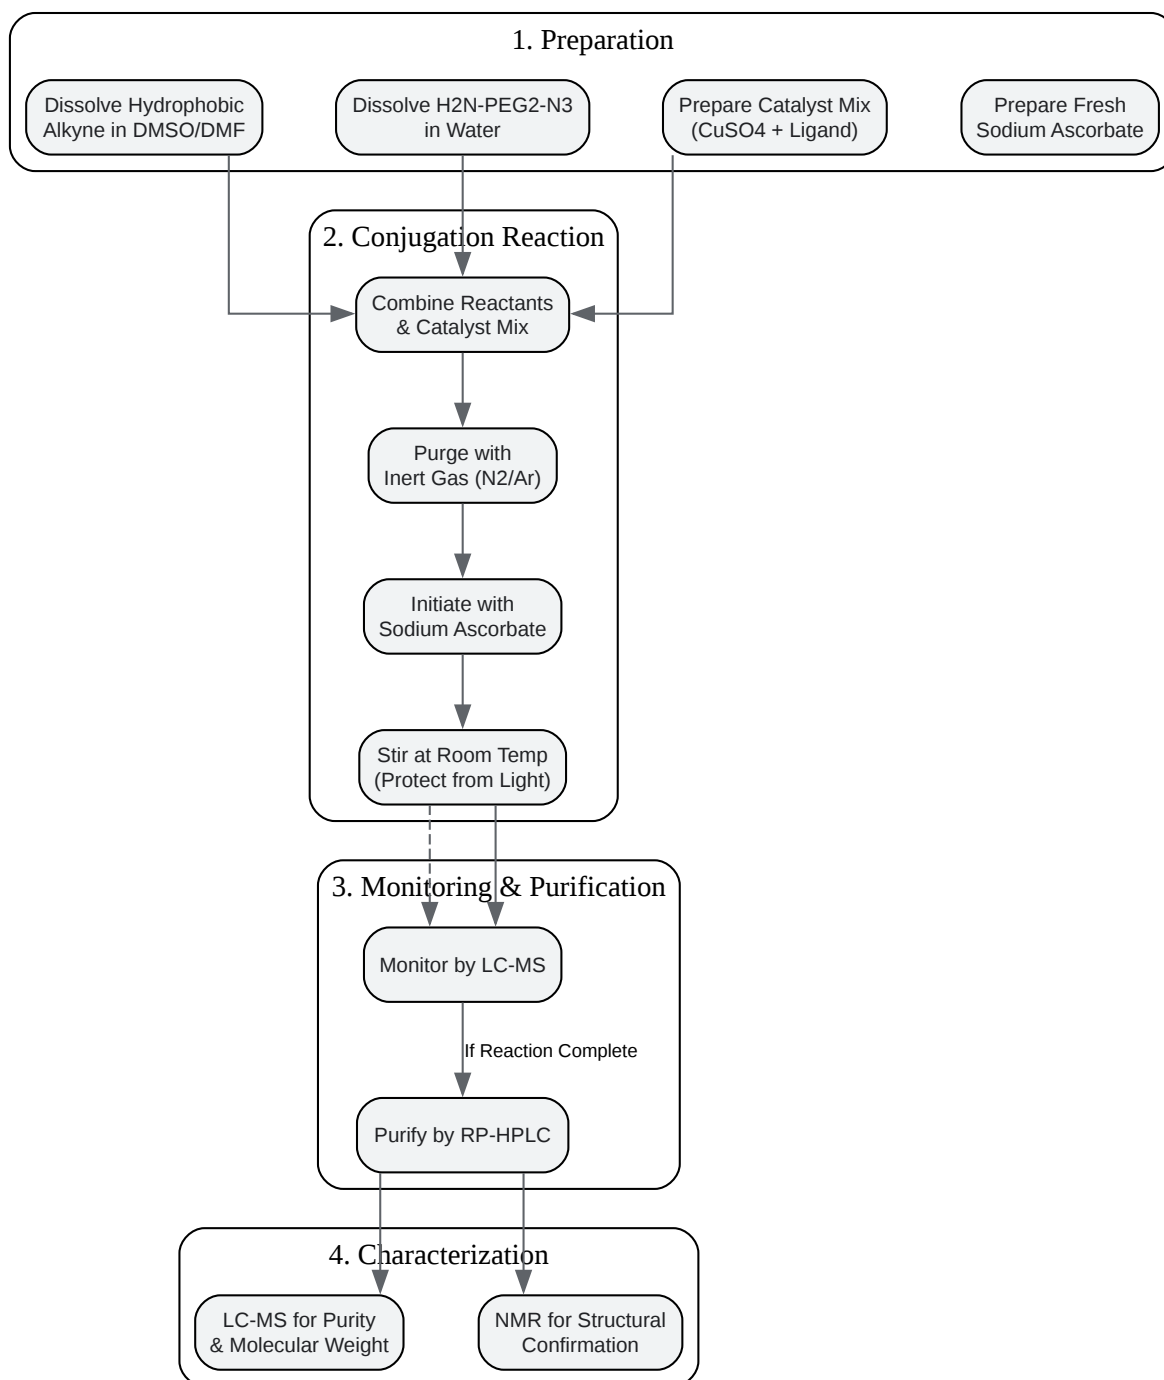 1. Preparation
Dissolve Hydrophobic
Alkyne in DMSO/DMF
Dissolve H2N-PEG2-N3
in Water
Prepare Catalyst Mix
(CuSO4 + Ligand)
Prepare Fresh
Sodium Ascorbate
2. Conjugation Reaction
Combine Reactants
& Catalyst Mix
Purge with
Inert Gas (N2/Ar)
Initiate with
Sodium Ascorbate
Stir at Room Temp
(Protect from Light)
3. Monitoring & Purification
Monitor by LC-MS
If Reaction Complete
Purify by RP-HPLC
4. Characterization
LC-MS for Purity
& Molecular Weight
NMR for Structural
Confirmation